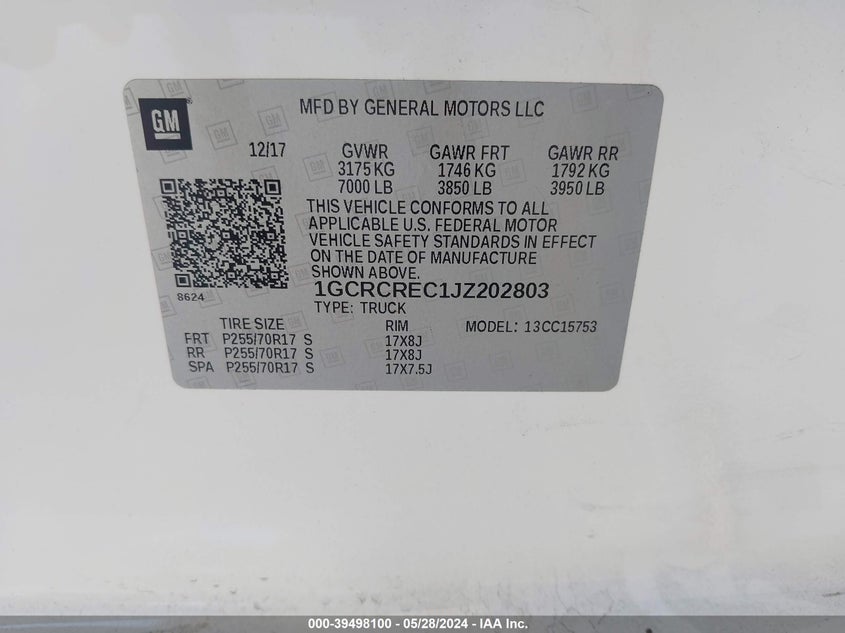 GM
MFD BY GENERAL MOTORS LLC
12/17 GVWR GAWR FRT GAWR RR
3175 KG 1746 KG 1792 KG
7000 LB 3850 LB 3950 LB
THIS VEHICLE CONFORMS TO ALL
APPLICABLE U.S. FEDERAL MOTOR
VEHICLE SAFETY STANDARDS IN EFFECT
ON THE DATE OF MANUFACTURE
SHOWN ABOVE.
8624
1GCRCREC1JZ202803
TYPE: TRUCK
TIRE SIZE RIM MODEL: 13CC15753
FRT P255/70R17 S 17X8J
RR P255/70R17 S 17X8J
SPA P255/70R17 S 17X7.5J
000-39498100 - 05/28/2024 - IAA Inc.